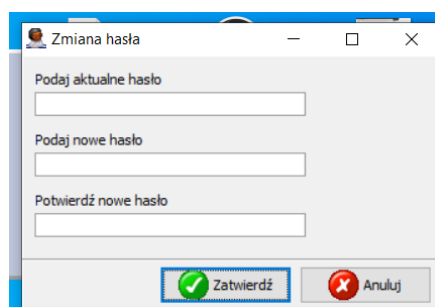 Zmiana hasła
Podaj aktualne hasło
Podaj nowe hasło
Potwierdź nowe hasło
Zatwierdź
Anuluj